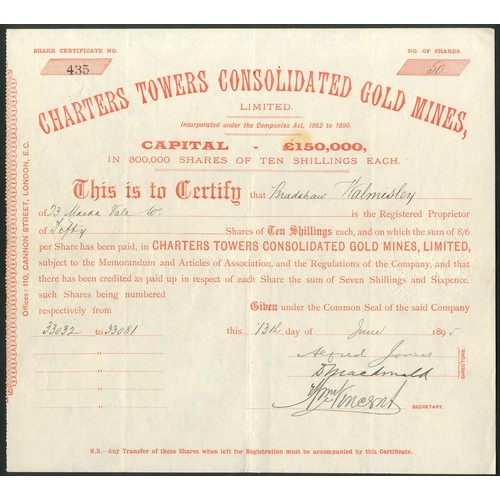 SHARE CERTIFICATE NO.
NO. OF SHARES.
435
50
CHARTERS TOWERS CONSOLIDATED GOLD MINES,
LIMITED.
Incorporated under the Companies Act, 1862 to 1890.
CAPITAL - £150,000,
IN 300,000 SHARES OF TEN SHILLINGS EACH.
This is to Certify that Bradshaw Walmesley
of 73 Maida Vale W. is the Registered Proprietor
of Fifty Shares of Ten Shillings each, and on which the sum of 8/6
per Share has been paid, in CHARTERS TOWERS CONSOLIDATED GOLD MINES, LIMITED,
subject to the Memorandum and Articles of Association, and the Regulations of the Company, and that
there has been credited as paid up in respect of each Share the sum of Seven Shillings and Sixpence,
such Shares being numbered
respectively from
Given under the Common Seal of the said Company
33032 to 33081
this 13th day of June 1895
"
"
"
"
"
Alfred Jones
D Macdonald
DIRECTORS.
Wm Vincent
SECRETARY.
N.B.—Any Transfer of these Shares when left for Registration must be accompanied by this Certificate.
Offices: 110, CANNON STREET, LONDON, E.C.